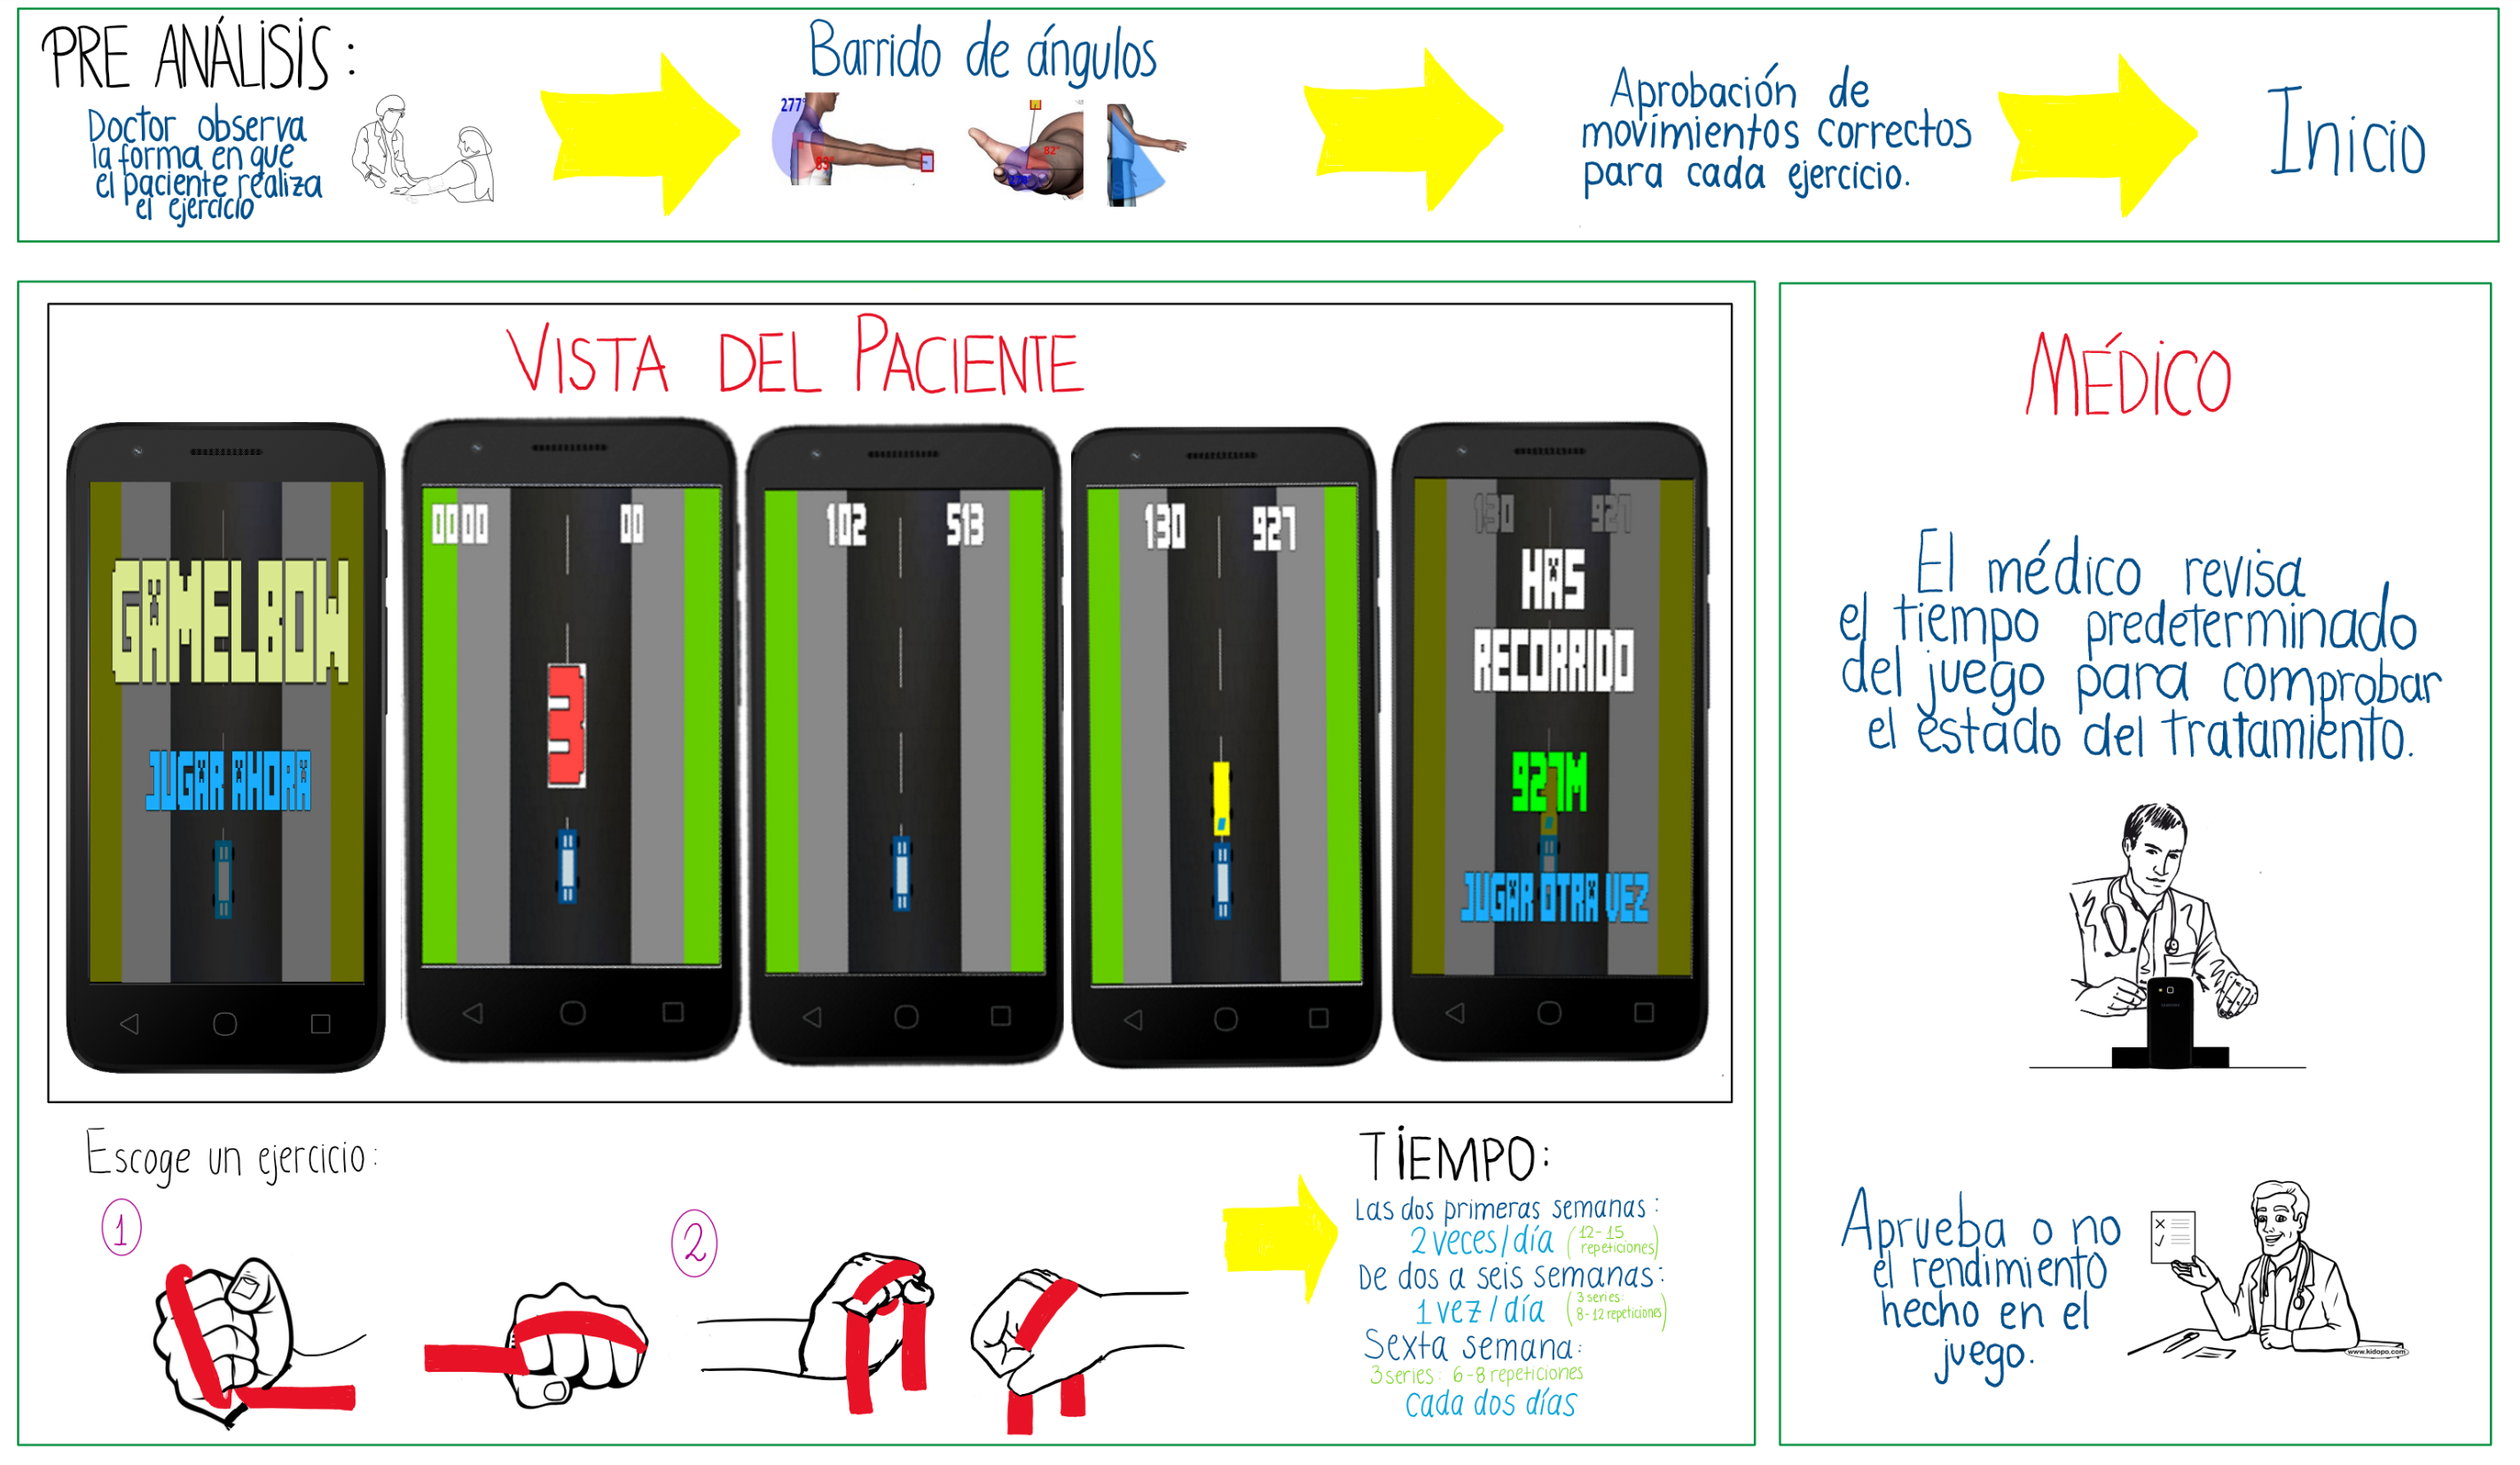 PRE ANÁLISIS:
Doctor observa
la forma en que
el paciente realiza
el ejercicio
Barrido de ángulos
277°
83°
82°
Aprobación de
movimientos correctos
para cada ejercicio.
Inicio
VISTA DEL PACIENTE
GAMELBOW
JUGAR AHORA
0000 00
3
102 513
130 927
130 927
HAS
RECORRIDO
927M
JUGAR OTRA VEZ
Escoge un ejercicio:
1
2
TIEMPO:
Las dos primeras semanas:
2 veces/día (12-15
repeticiones)
De dos a seis semanas:
1 vez/día (3 series:
8-12 repeticiones)
Sexta semana:
3 series: 6-8 repeticiones
Cada dos días
MÉDICO
El médico revisa
el tiempo predeterminado
del juego para comprobar
el estado del tratamiento.
SAMSUNG
Aprueba o no
el rendimiento
hecho en el
juego.
www.kidopo.com